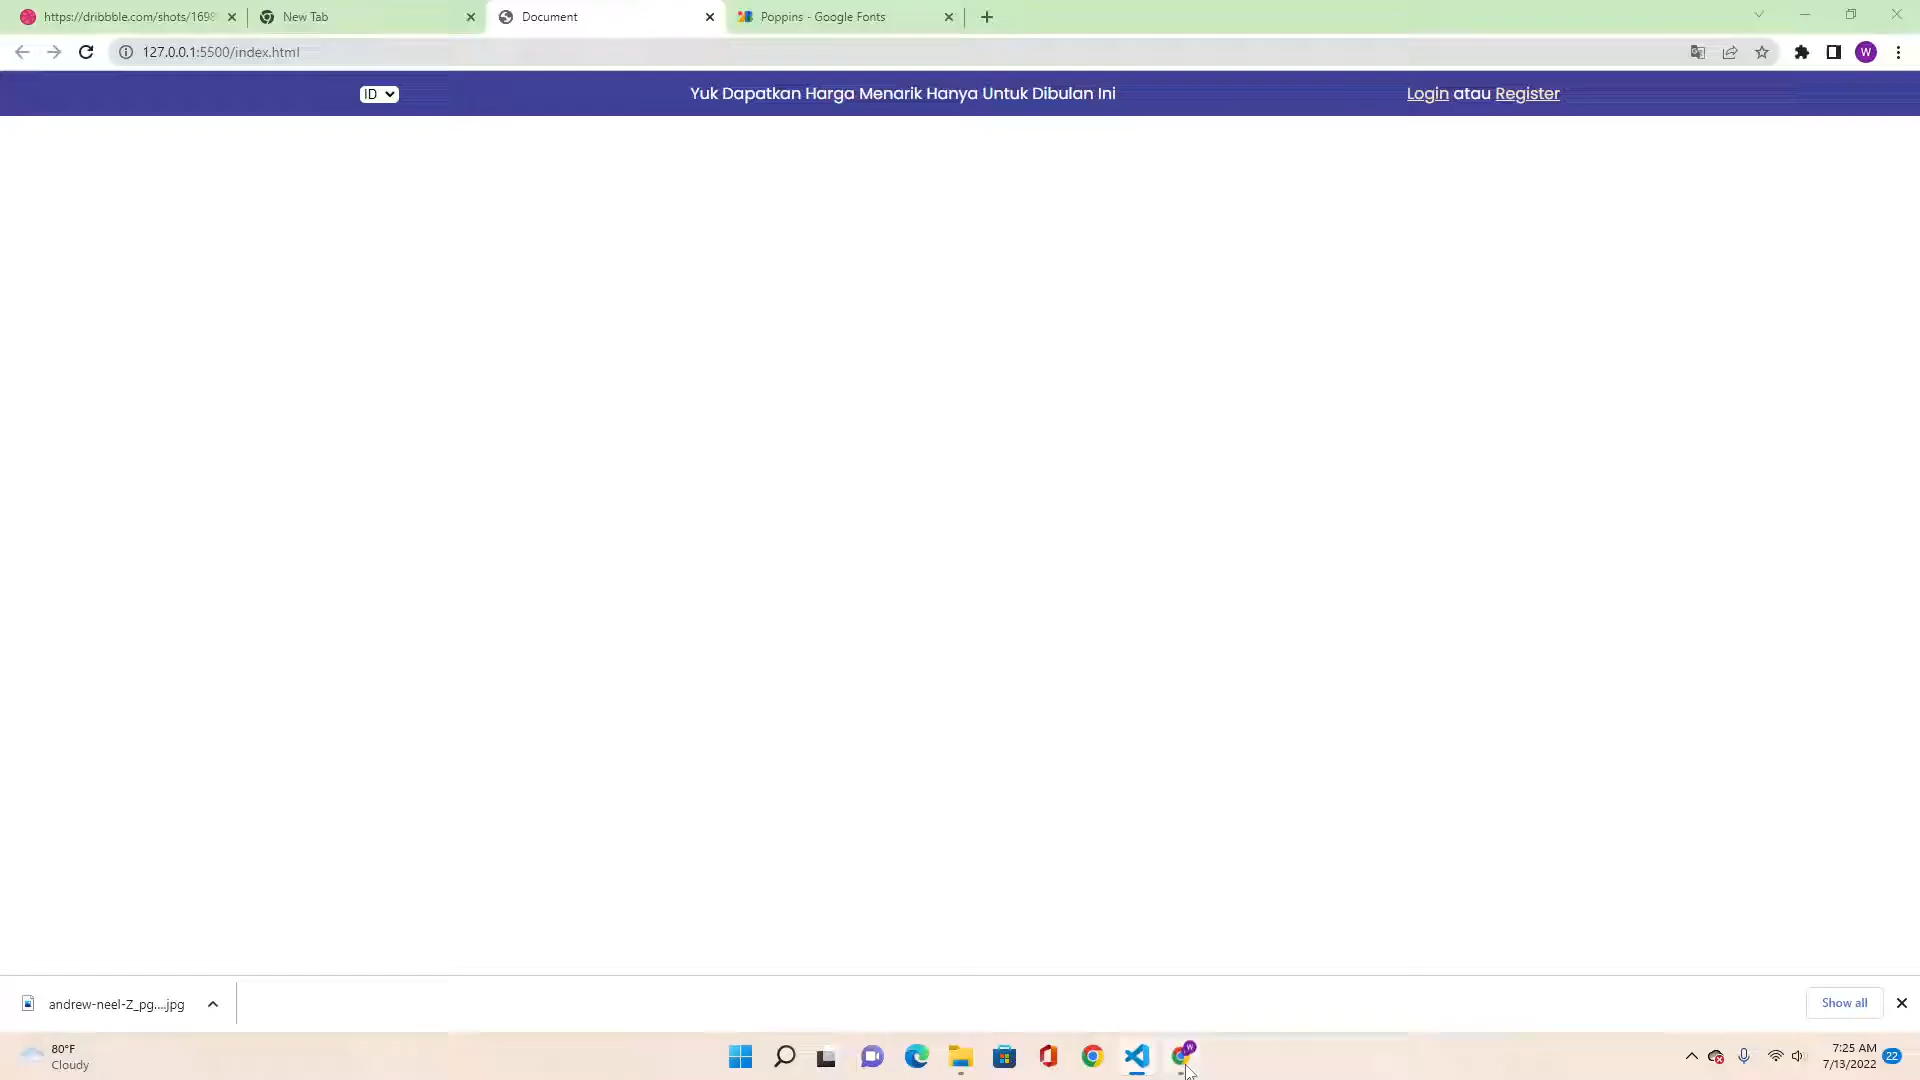 https://dribbble.com/shots/1698
New Tab
Document
Poppins - Google Fonts
127.0.0.1:5500/index.html
W
ID
Yuk Dapatkan Harga Menarik Hanya Untuk Dibulan Ini
Login atau Register
andrew-neel-Z_pg....jpg
Show all
80°F
Cloudy
W
7:25 AM
7/13/2022
22